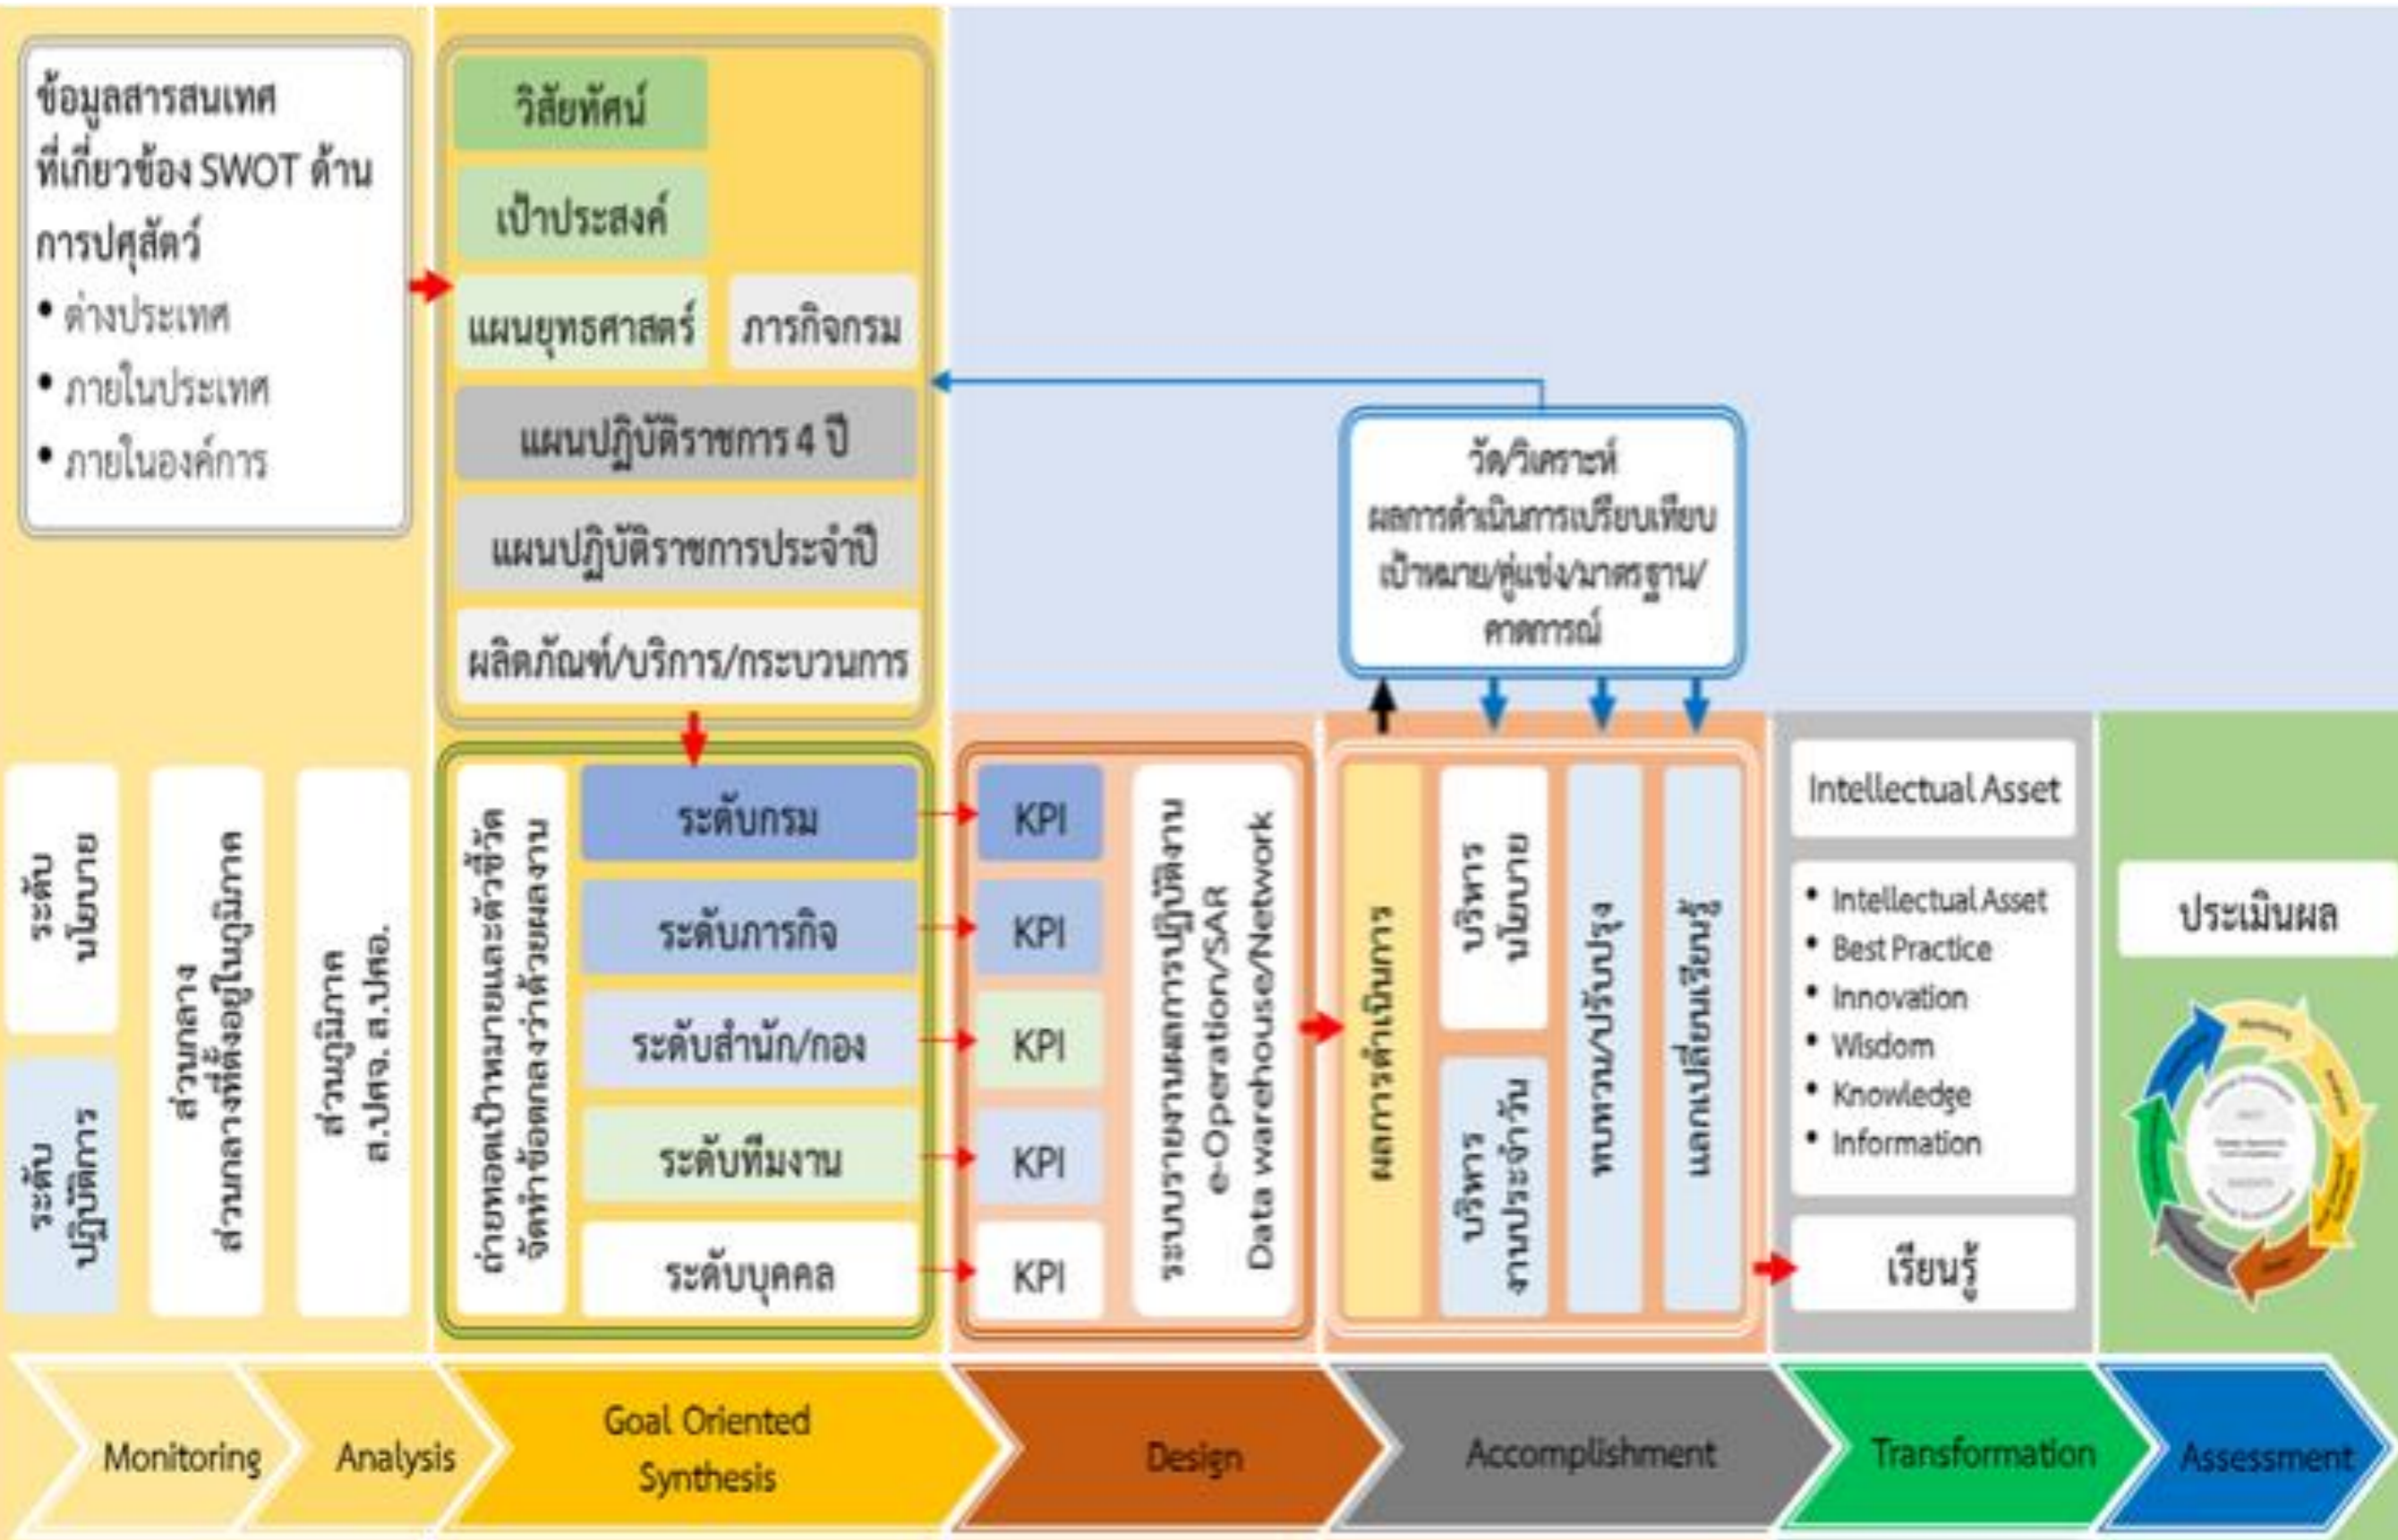 ข้อมูลสารสนเทศ
ที่เกี่ยวข้อง SWOT ด้าน
การปศุสัตว์
• ต่างประเทศ
• ภายในประเทศ
• ภายในองค์การ
วิสัยทัศน์
เป้าประสงค์
แผนยุทธศาสตร์
ภารกิจกรม
แผนปฏิบัติราชการ 4 ปี
แผนปฏิบัติราชการประจำปี
ผลิตภัณฑ์/บริการ/กระบวนการ
วัด/วิเคราะห์
ผลการดำเนินการเปรียบเทียบ
เป้าหมาย/คู่แข่ง/มาตรฐาน/
คาดการณ์
ระดับ
นโยบาย
ระดับ
ปฏิบัติการ
ส่วนกลาง
ส่วนกลางที่ตั้งอยู่ในภูมิภาค
ส่วนภูมิภาค
ส.ปศจ. ส.ปศอ.
ถ่ายทอดเป้าหมายและตัวชี้วัด
จัดทำข้อตกลงว่าด้วยผลงาน
ระดับกรม
ระดับภารกิจ
ระดับสำนัก/กอง
ระดับทีมงาน
ระดับบุคคล
KPI
KPI
KPI
KPI
KPI
ระบบรายงานผลการปฏิบัติงาน
e-Operation/SAR
Data warehouse/Network
ผลการดำเนินการ
บริหาร
นโยบาย
บริหาร
งานประจำวัน
ทบทวน/ปรับปรุง
แลกเปลี่ยนเรียนรู้
Intellectual Asset
• Intellectual Asset
• Best Practice
• Innovation
• Wisdom
• Knowledge
• Information
เรียนรู้
ประเมินผล
Monitoring
Analysis
Goal Oriented
Synthesis
Design
Accomplishment
Transformation
Assessment